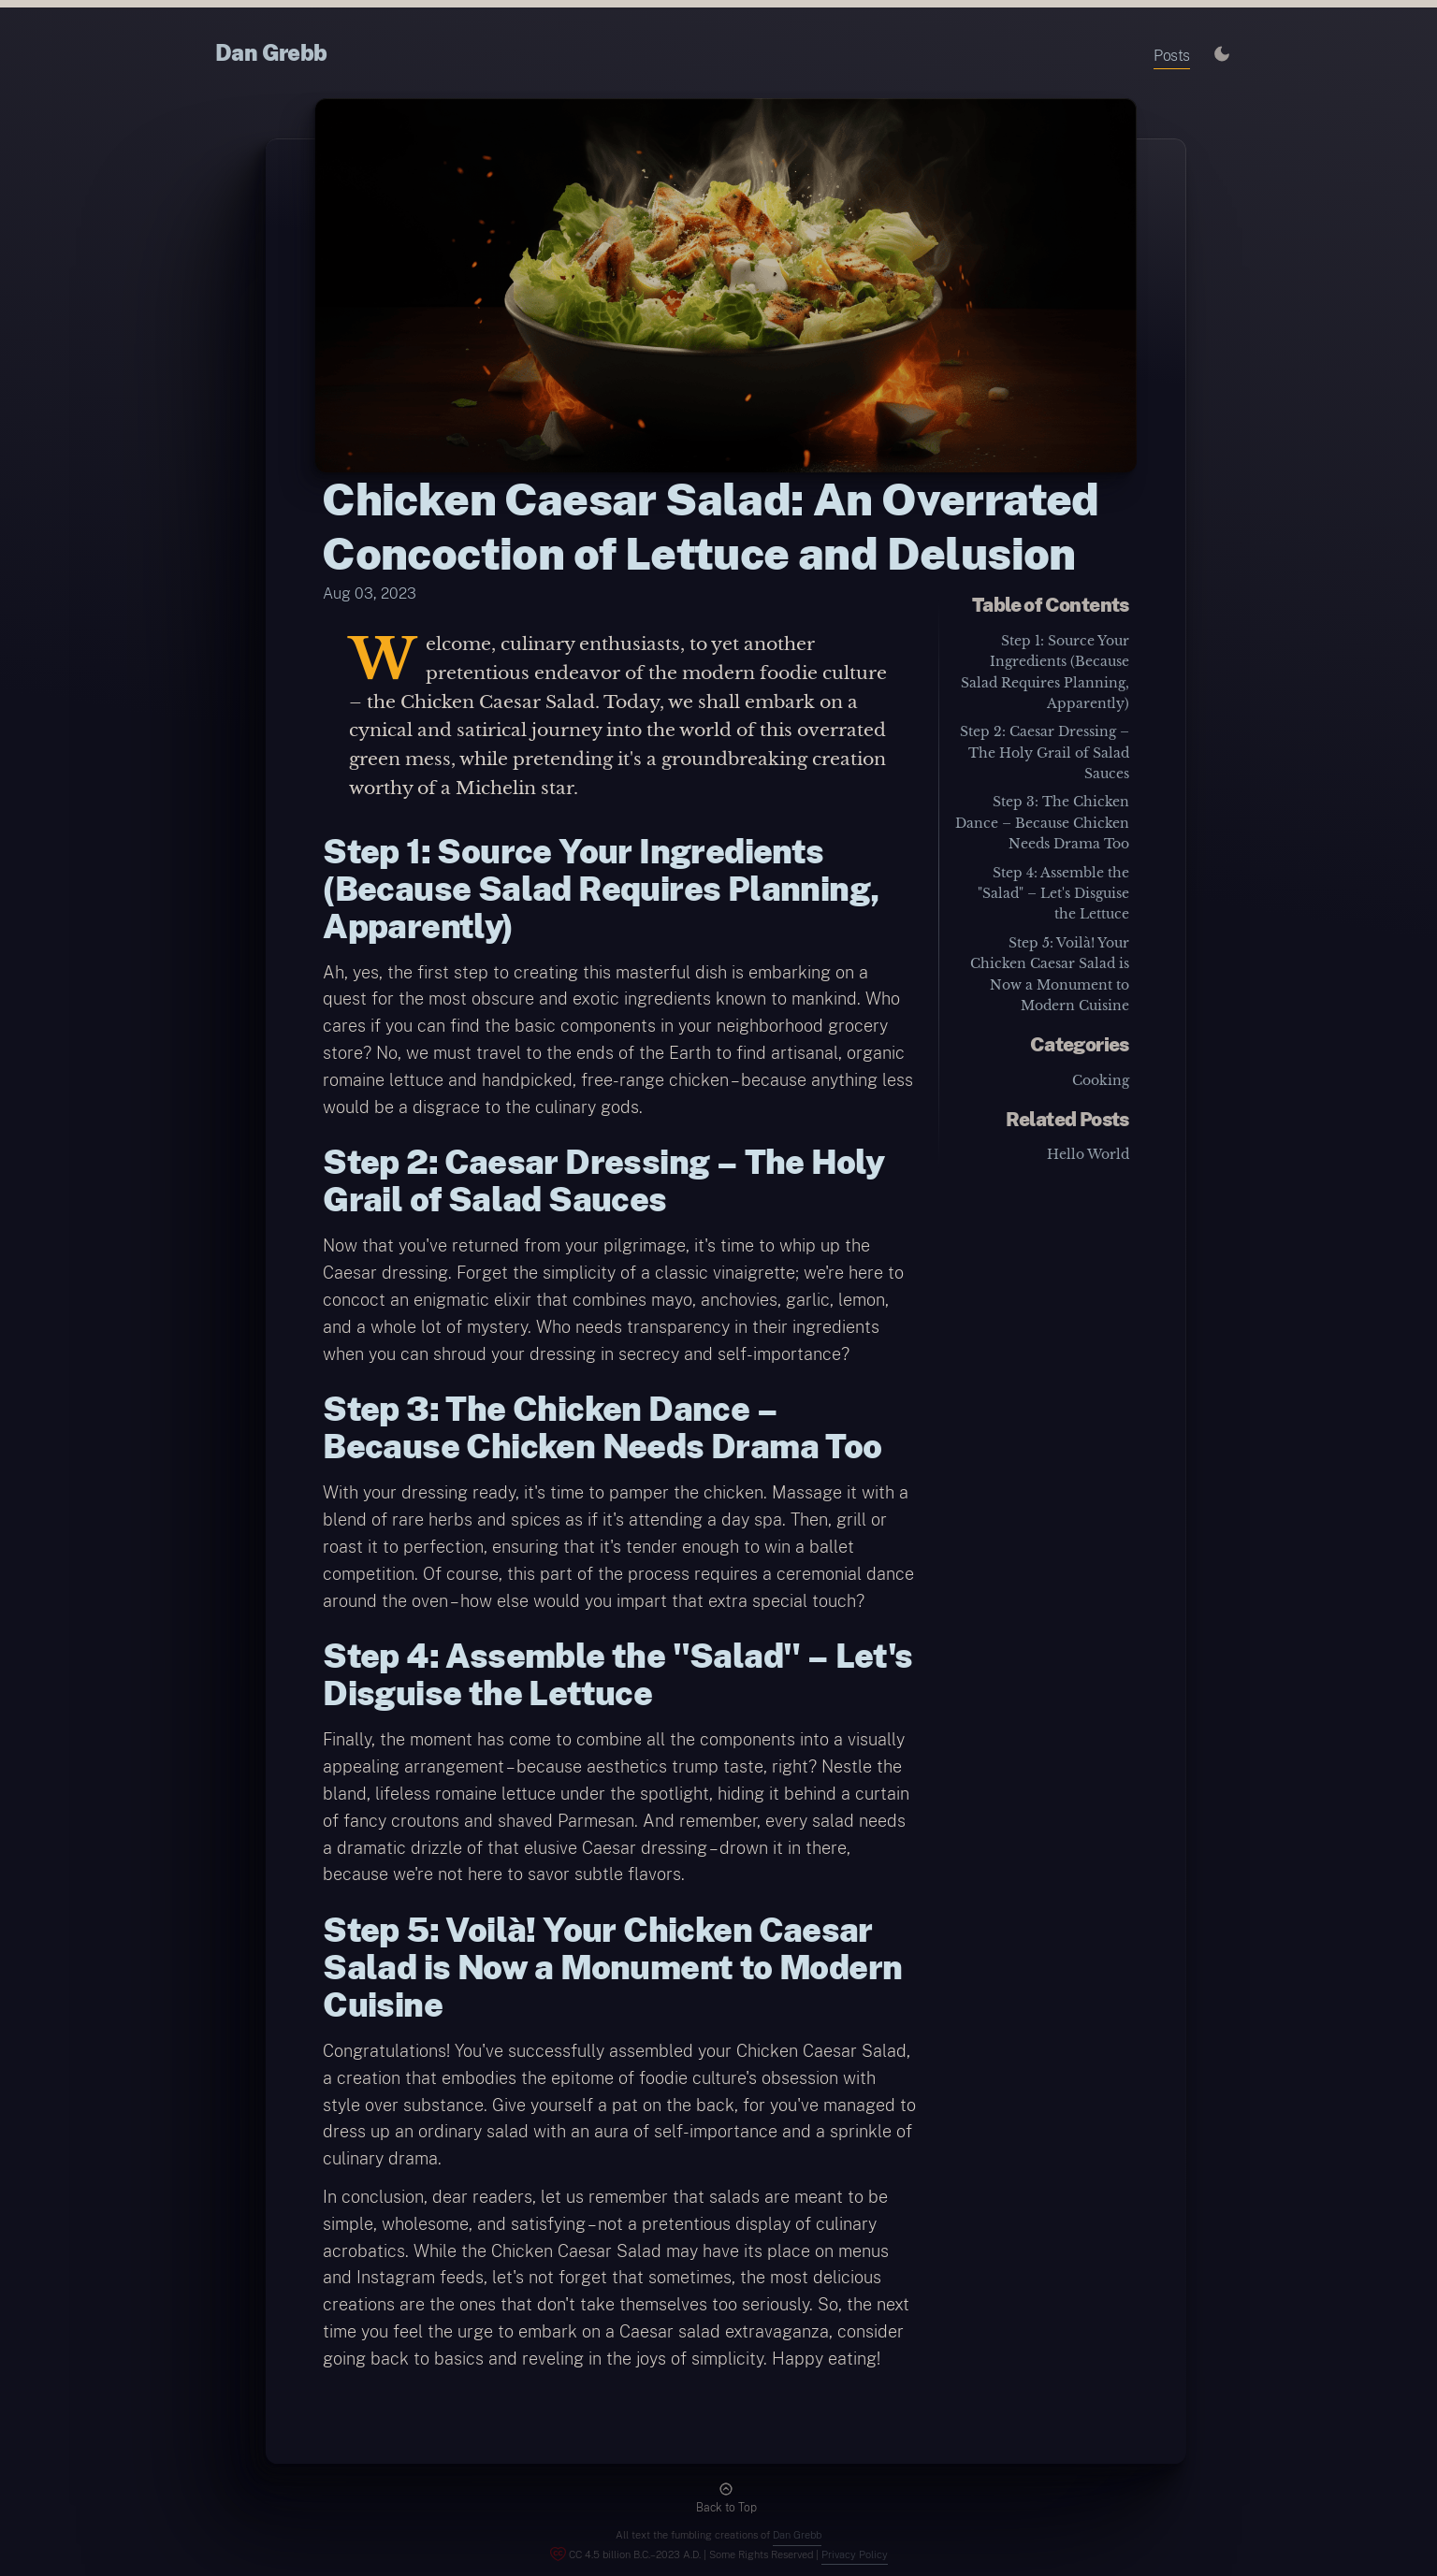 Dan Grebb
Posts
Chicken Caesar Salad: An Overrated
Concoction of Lettuce and Delusion
Aug 03, 2023
Welcome, culinary enthusiasts, to yet another
pretentious endeavor of the modern foodie culture
– the Chicken Caesar Salad. Today, we shall embark on a
cynical and satirical journey into the world of this overrated
green mess, while pretending it's a groundbreaking creation
worthy of a Michelin star.
Step 1: Source Your Ingredients
(Because Salad Requires Planning,
Apparently)
Ah, yes, the first step to creating this masterful dish is embarking on a
quest for the most obscure and exotic ingredients known to mankind. Who
cares if you can find the basic components in your neighborhood grocery
store? No, we must travel to the ends of the Earth to find artisanal, organic
romaine lettuce and handpicked, free-range chicken–because anything less
would be a disgrace to the culinary gods.
Step 2: Caesar Dressing – The Holy
Grail of Salad Sauces
Now that you've returned from your pilgrimage, it's time to whip up the
Caesar dressing. Forget the simplicity of a classic vinaigrette; we're here to
concoct an enigmatic elixir that combines mayo, anchovies, garlic, lemon,
and a whole lot of mystery. Who needs transparency in their ingredients
when you can shroud your dressing in secrecy and self-importance?
Step 3: The Chicken Dance –
Because Chicken Needs Drama Too
With your dressing ready, it's time to pamper the chicken. Massage it with a
blend of rare herbs and spices as if it's attending a day spa. Then, grill or
roast it to perfection, ensuring that it's tender enough to win a ballet
competition. Of course, this part of the process requires a ceremonial dance
around the oven–how else would you impart that extra special touch?
Step 4: Assemble the "Salad" – Let's
Disguise the Lettuce
Finally, the moment has come to combine all the components into a visually
appealing arrangement–because aesthetics trump taste, right? Nestle the
bland, lifeless romaine lettuce under the spotlight, hiding it behind a curtain
of fancy croutons and shaved Parmesan. And remember, every salad needs
a dramatic drizzle of that elusive Caesar dressing–drown it in there,
because we're not here to savor subtle flavors.
Step 5: Voilà! Your Chicken Caesar
Salad is Now a Monument to Modern
Cuisine
Congratulations! You've successfully assembled your Chicken Caesar Salad,
a creation that embodies the epitome of foodie culture's obsession with
style over substance. Give yourself a pat on the back, for you've managed to
dress up an ordinary salad with an aura of self-importance and a sprinkle of
culinary drama.
In conclusion, dear readers, let us remember that salads are meant to be
simple, wholesome, and satisfying–not a pretentious display of culinary
acrobatics. While the Chicken Caesar Salad may have its place on menus
and Instagram feeds, let's not forget that sometimes, the most delicious
creations are the ones that don't take themselves too seriously. So, the next
time you feel the urge to embark on a Caesar salad extravaganza, consider
going back to basics and reveling in the joys of simplicity. Happy eating!
Table of Contents
Step 1: Source Your
Ingredients (Because
Salad Requires Planning,
Apparently)
Step 2: Caesar Dressing –
The Holy Grail of Salad
Sauces
Step 3: The Chicken
Dance – Because Chicken
Needs Drama Too
Step 4: Assemble the
"Salad" – Let's Disguise
the Lettuce
Step 5: Voilà! Your
Chicken Caesar Salad is
Now a Monument to
Modern Cuisine
Categories
Cooking
Related Posts
Hello World
Back to Top
All text the fumbling creations of Dan Grebb
CC 4.5 billion B.C.–2023 A.D. | Some Rights Reserved | Privacy Policy